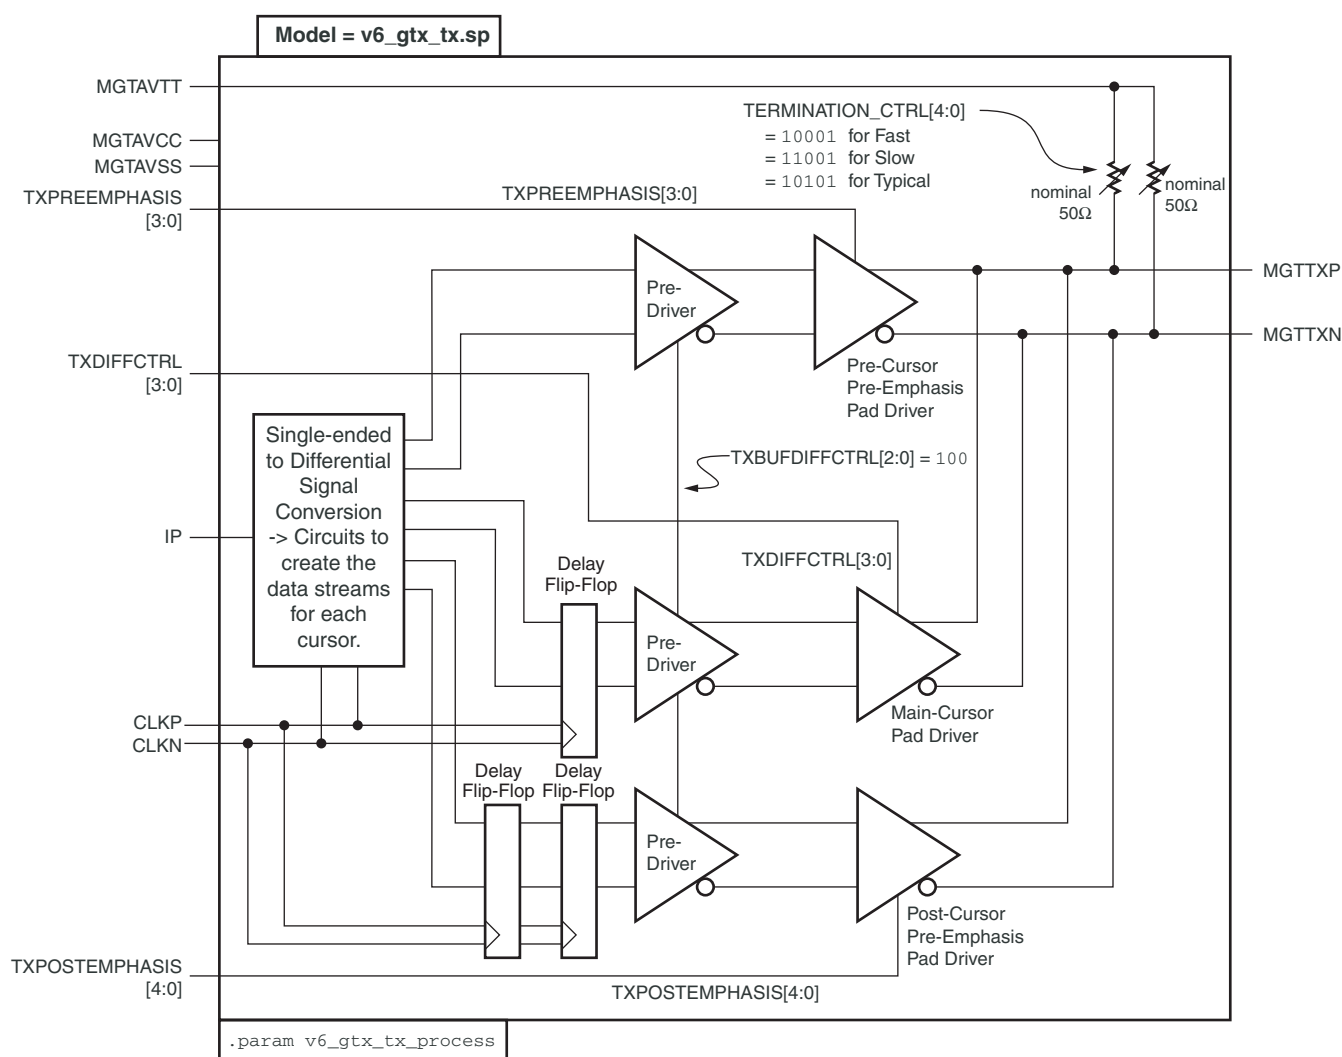 Model = v6_gtx_tx.sp
MGTAVTT
MGTAVCC
MGTAVSS
TXPREEMPHASIS
[3:0]
TXPREEMPHASIS[3:0]
TERMINATION_CTRL[4:0]
= 10001 for Fast
= 11001 for Slow
= 10101 for Typical
nominal
50Ω
nominal
50Ω
MGTTXP
MGTTXN
Pre-
Driver
Pre-Cursor
Pre-Emphasis
Pad Driver
TXDIFFCTRL
[3:0]
Single-ended
to Differential
Signal
Conversion
-> Circuits to
create the
data streams
for each
cursor.
IP
TXBUFDIFFCTRL[2:0] = 100
TXDIFFCTRL[3:0]
Delay
Flip-Flop
Pre-
Driver
Main-Cursor
Pad Driver
CLKP
CLKN
Delay
Flip-Flop
Delay
Flip-Flop
Pre-
Driver
Post-Cursor
Pre-Emphasis
Pad Driver
TXPOSTEMPHASIS
[4:0]
TXPOSTEMPHASIS[4:0]
.param v6_gtx_tx_process